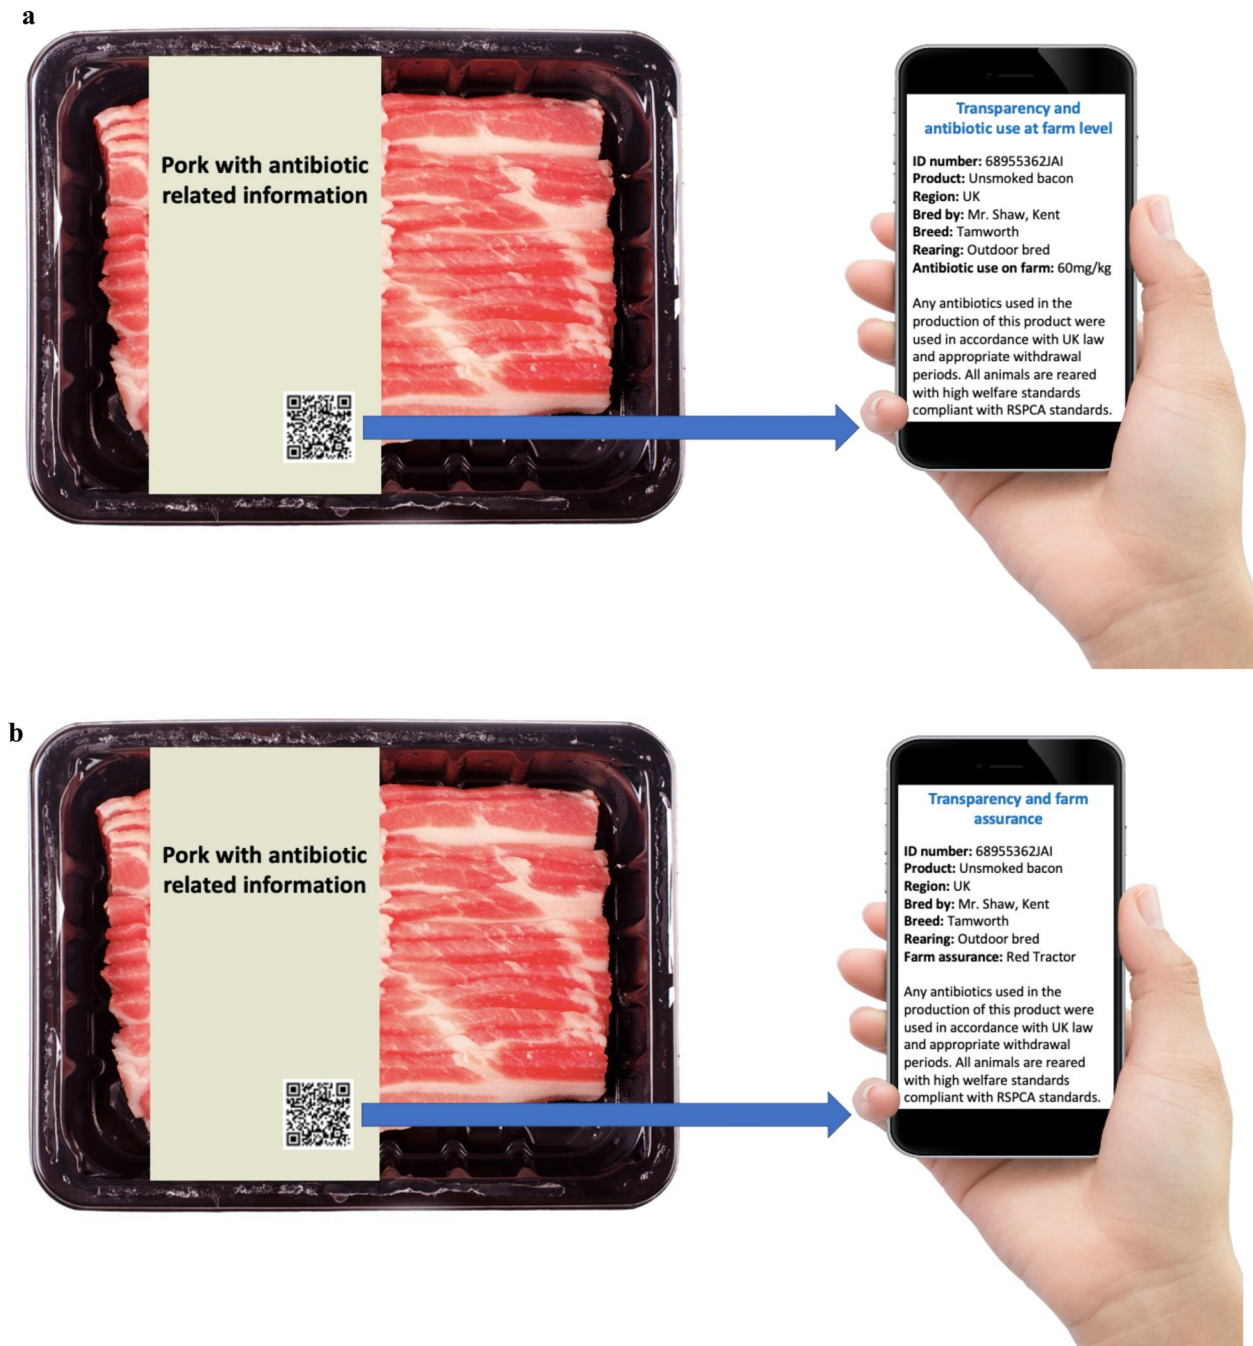 a
Pork with antibiotic
related information
Transparency and
antibiotic use at farm level
ID number: 68955362JAI
Product: Unsmoked bacon
Region: UK
Bred by: Mr. Shaw, Kent
Breed: Tamworth
Rearing: Outdoor bred
Antibiotic use on farm: 60mg/kg
Any antibiotics used in the
production of this product were
used in accordance with UK law
and appropriate withdrawal
periods. All animals are reared
with high welfare standards
compliant with RSPCA standards.
b
Pork with antibiotic
related information
Transparency and farm
assurance
ID number: 68955362JAI
Product: Unsmoked bacon
Region: UK
Bred by: Mr. Shaw, Kent
Breed: Tamworth
Rearing: Outdoor bred
Farm assurance: Red Tractor
Any antibiotics used in the
production of this product were
used in accordance with UK law
and appropriate withdrawal
periods. All animals are reared
with high welfare standards
compliant with RSPCA standards.